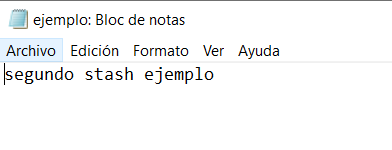 ejemplo: Bloc de notas
Archivo Edición Formato Ver Ayuda
segundo stash ejemplo